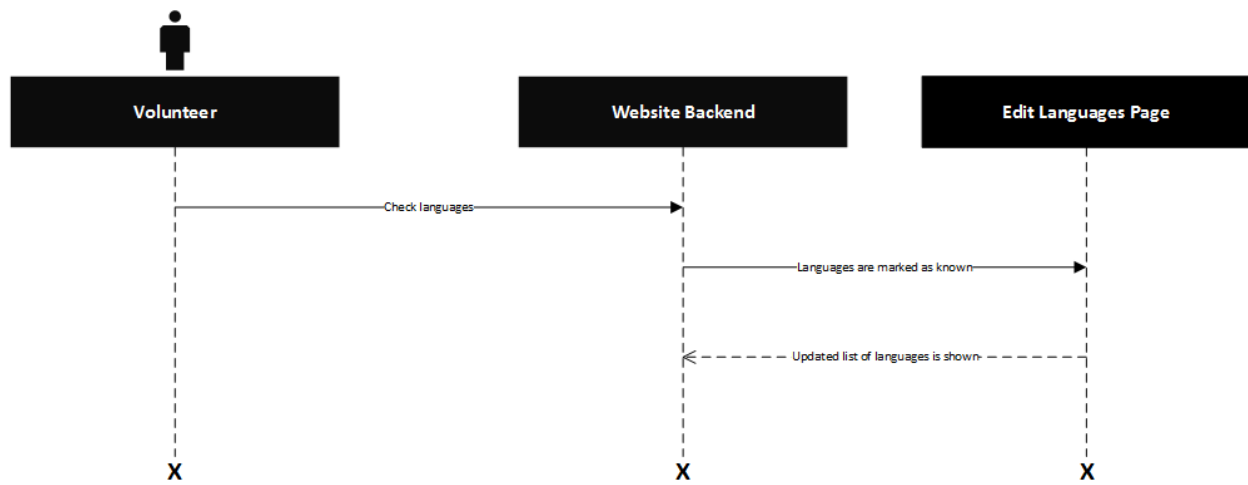 Volunteer
Website Backend
Edit Languages Page
Check languages
Languages are marked as known
Updated list of languages is shown
X
X
X